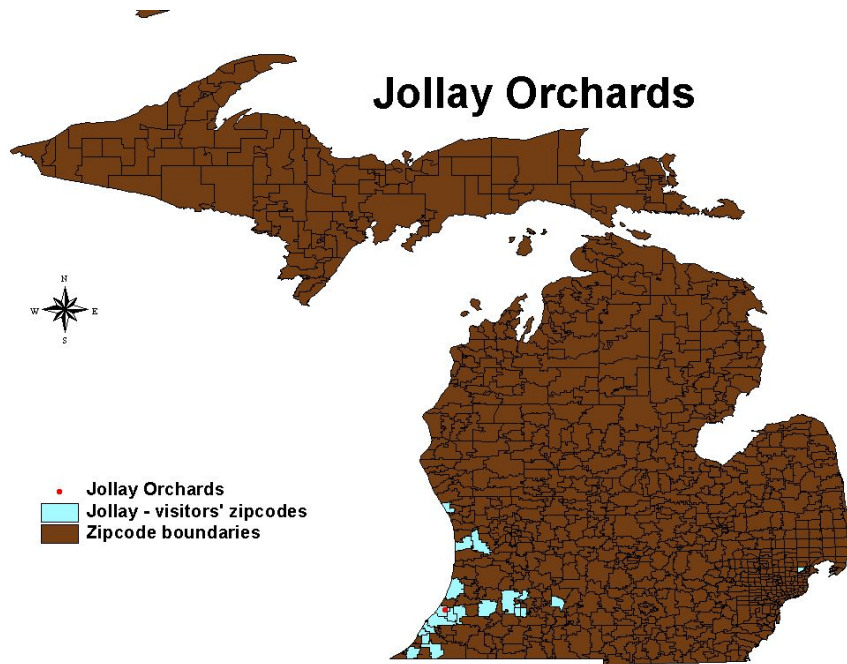 Jollay Orchards
N
W E
S
Jollay Orchards
Jollay - visitors' zipcodes
Zipcode boundaries